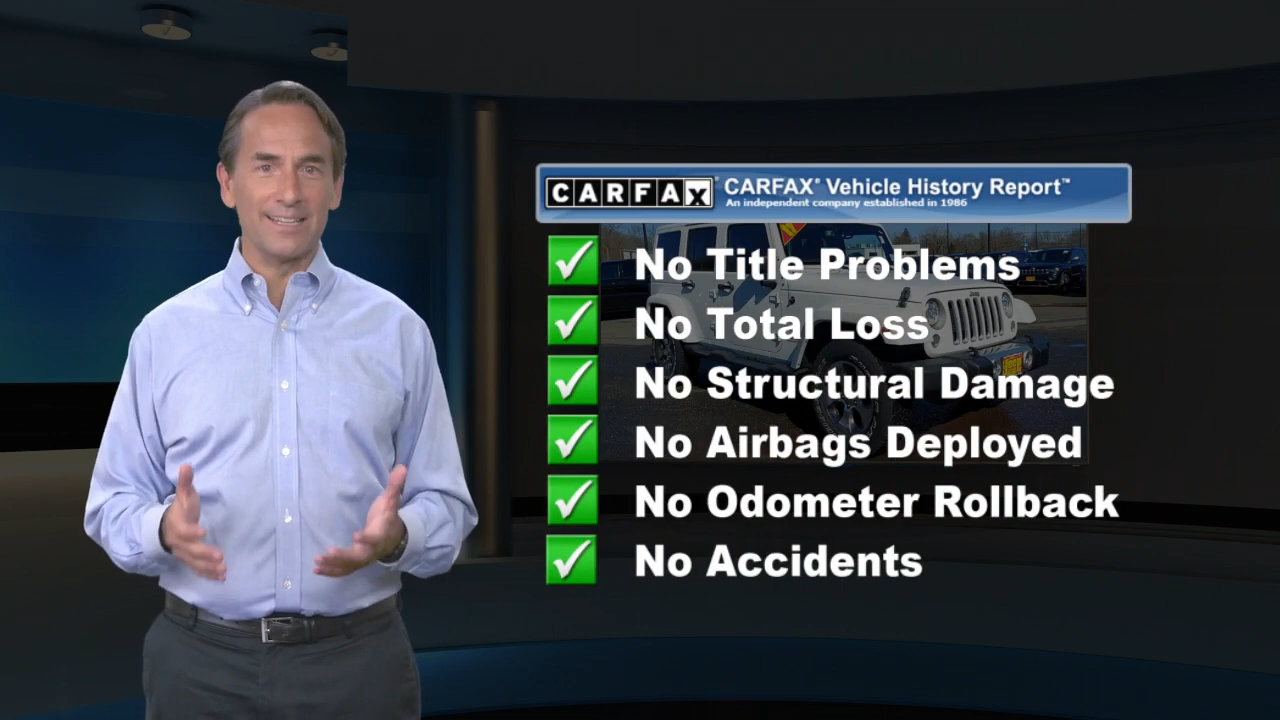 CARFAX CARFAX® Vehicle History Report™
An independent company established in 1986
No Title Problems
No Total Loss
No Structural Damage
No Airbags Deployed
No Odometer Rollback
No Accidents
Jeep